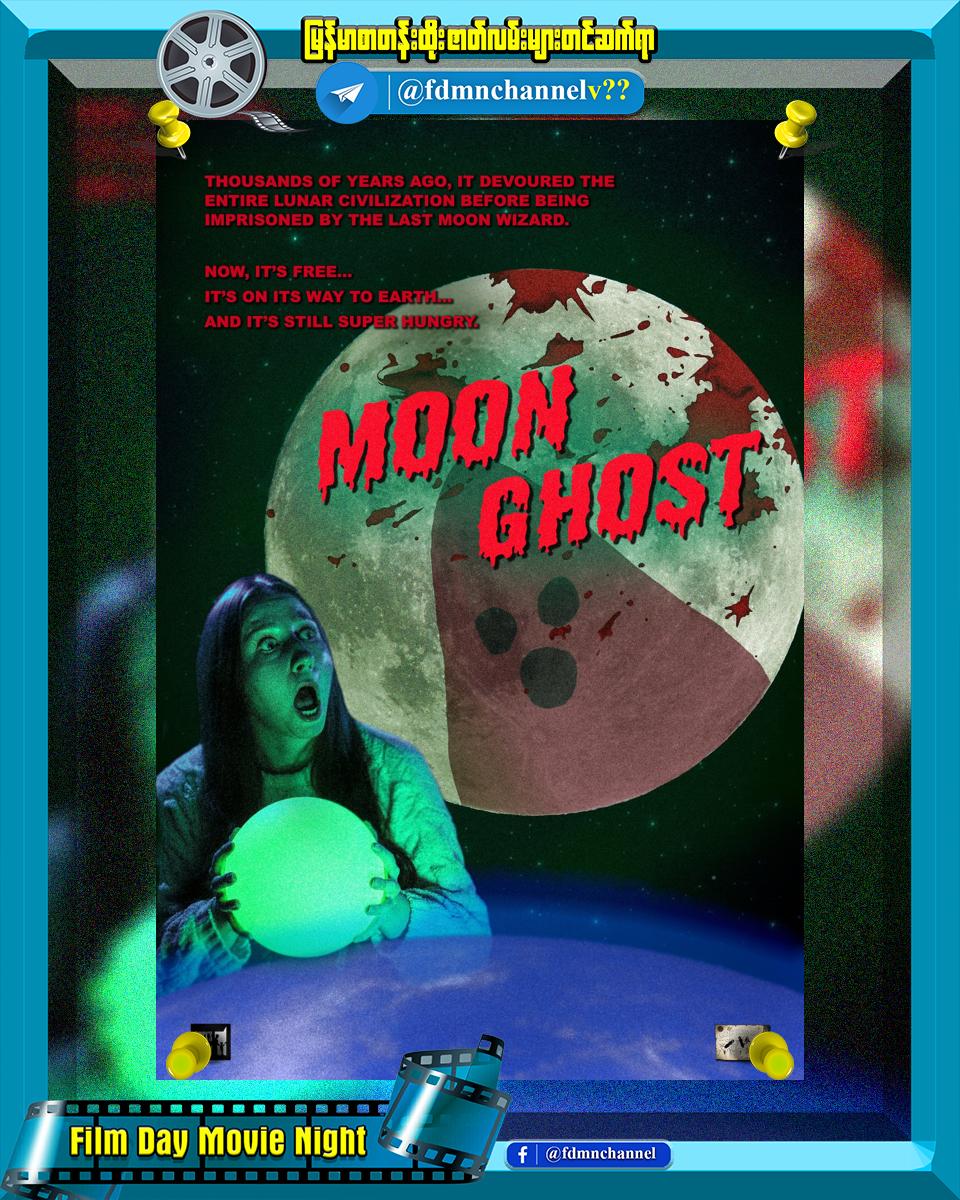 မြန်မာစာတန်းထိုးဇာတ်လမ်းများတင်ဆက်ရာ
@fdmnchannelv??
THOUSANDS OF YEARS AGO, IT DEVOURED THE
ENTIRE LUNAR CIVILIZATION BEFORE BEING
IMPRISONED BY THE LAST MOON WIZARD.
NOW, IT'S FREE...
IT'S ON ITS WAY TO EARTH...
AND IT'S STILL SUPER HUNGRY.
MOON
GHOST
Film Day Movie Night
@fdmnchannel